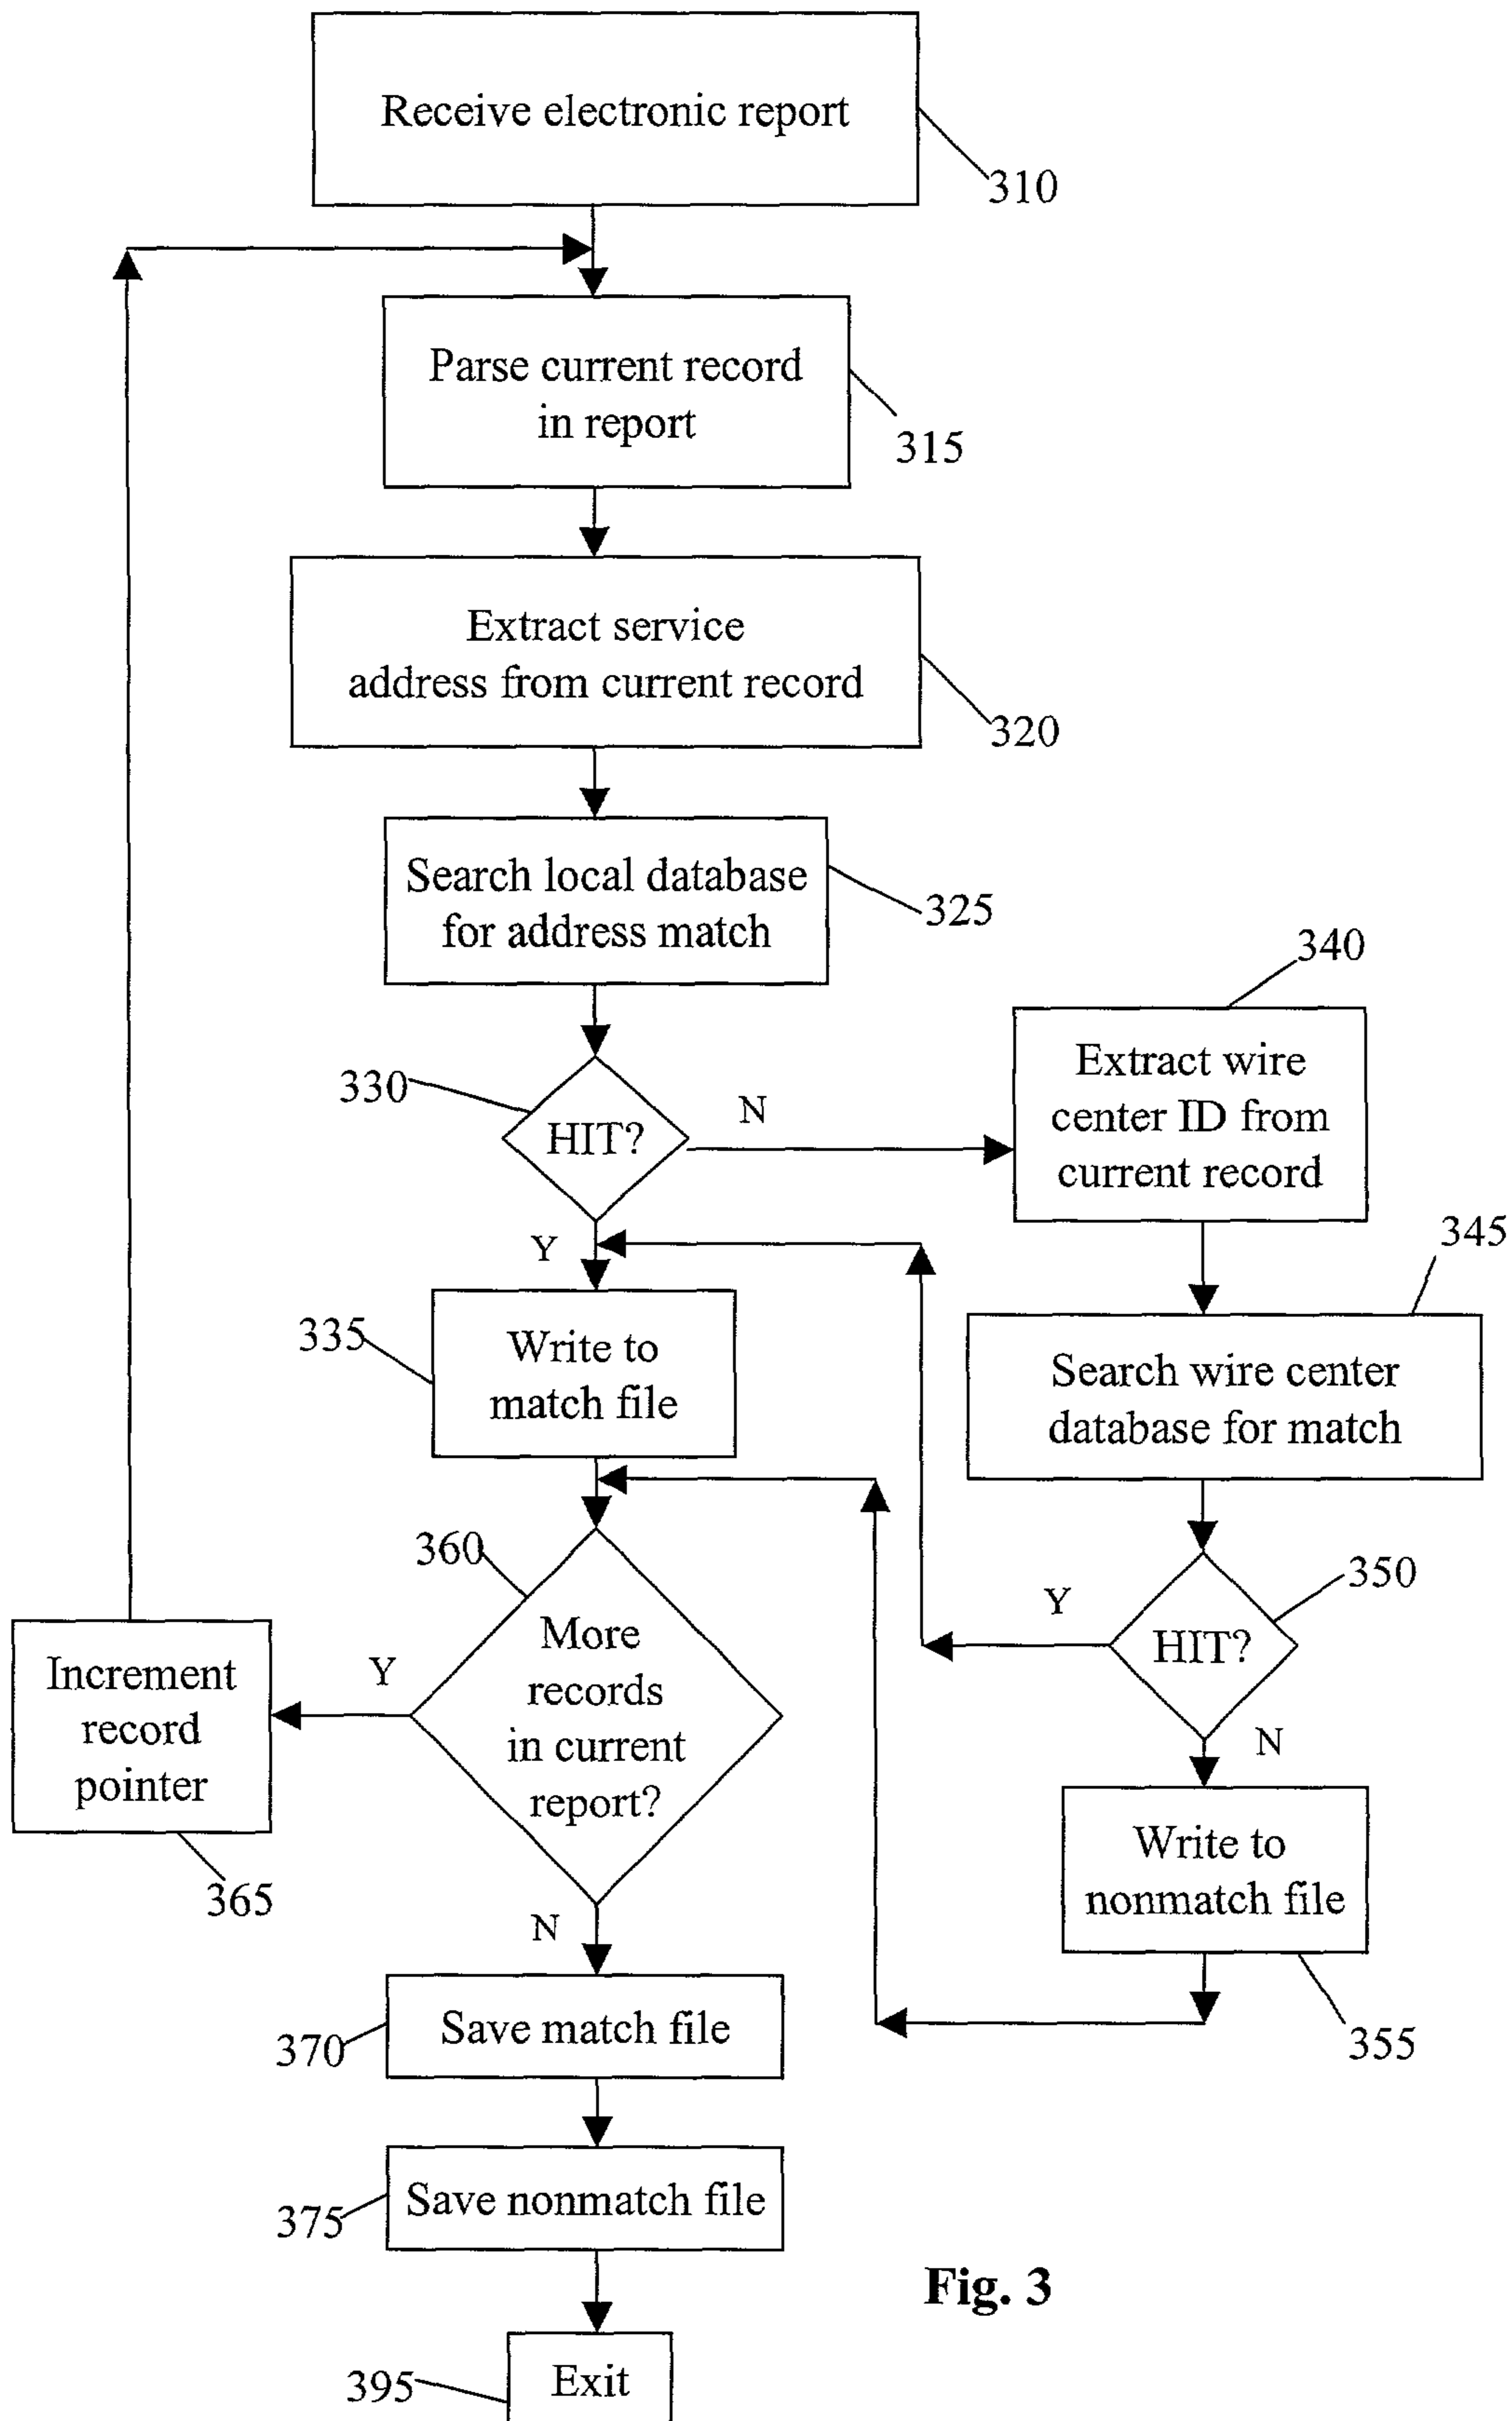 Receive electronic report
310
Parse current record
in report
315
Extract service
address from current record
320
Search local database
for address match
325
330
HIT?
N
Y
340
Extract wire
center ID from
current record
345
Search wire center
database for match
335
Write to
match file
350
HIT?
Y
N
360
More
records
in current
report?
Y
N
Increment
record
pointer
365
Write to
nonmatch file
355
370
Save match file
375
Save nonmatch file
395
Exit
Fig. 3